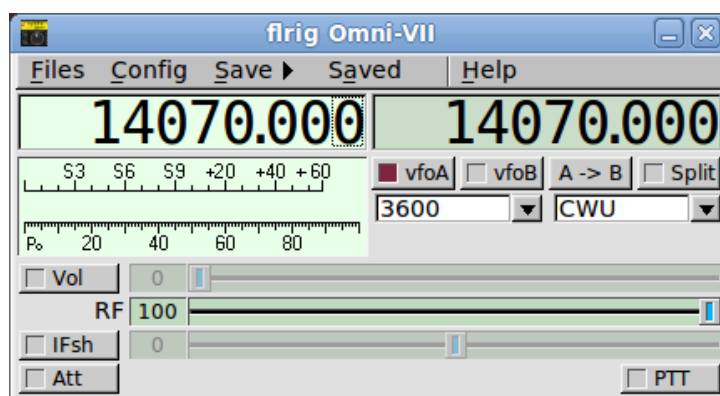 flrig Omni-VII
Files Config Save Saved Help
14070.000 14070.000
S3 S6 S9 +20 +40 +60
vfoA vfoB A -> B Split
3600 CWU
Po 20 40 60 80
Vol 0
RF 100
IFsh 0
Att PTT